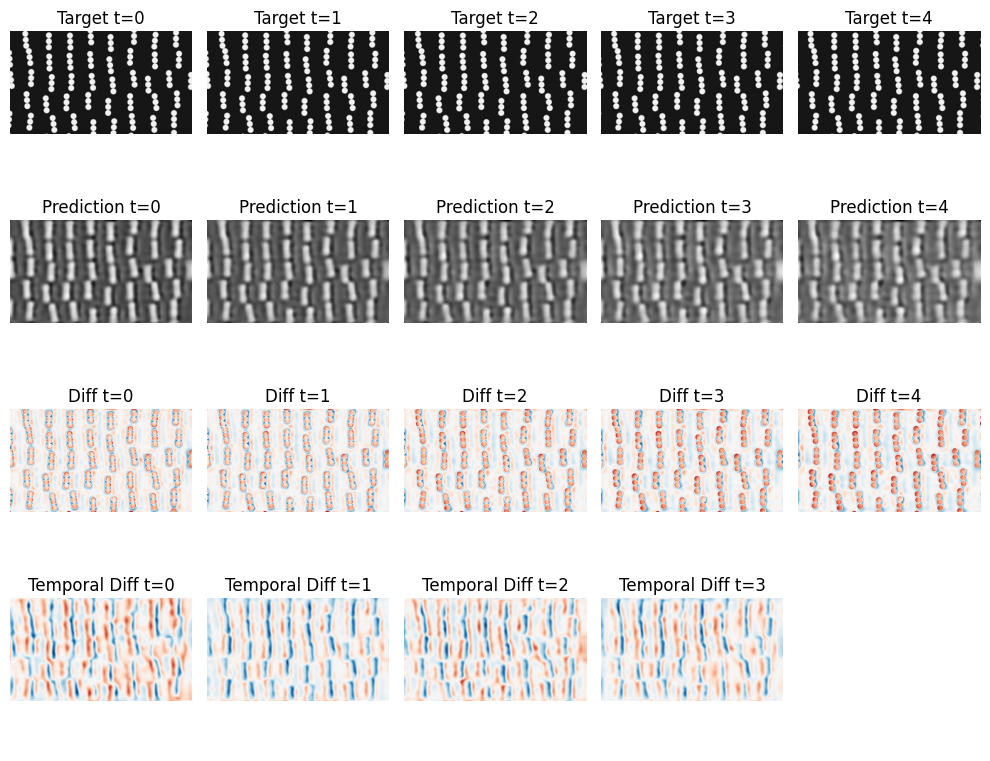 Target t=0 Target t=1 Target t=2 Target t=3 Target t=4
Prediction t=0 Prediction t=1 Prediction t=2 Prediction t=3 Prediction t=4
Diff t=0 Diff t=1 Diff t=2 Diff t=3 Diff t=4
Temporal Diff t=0 Temporal Diff t=1 Temporal Diff t=2 Temporal Diff t=3